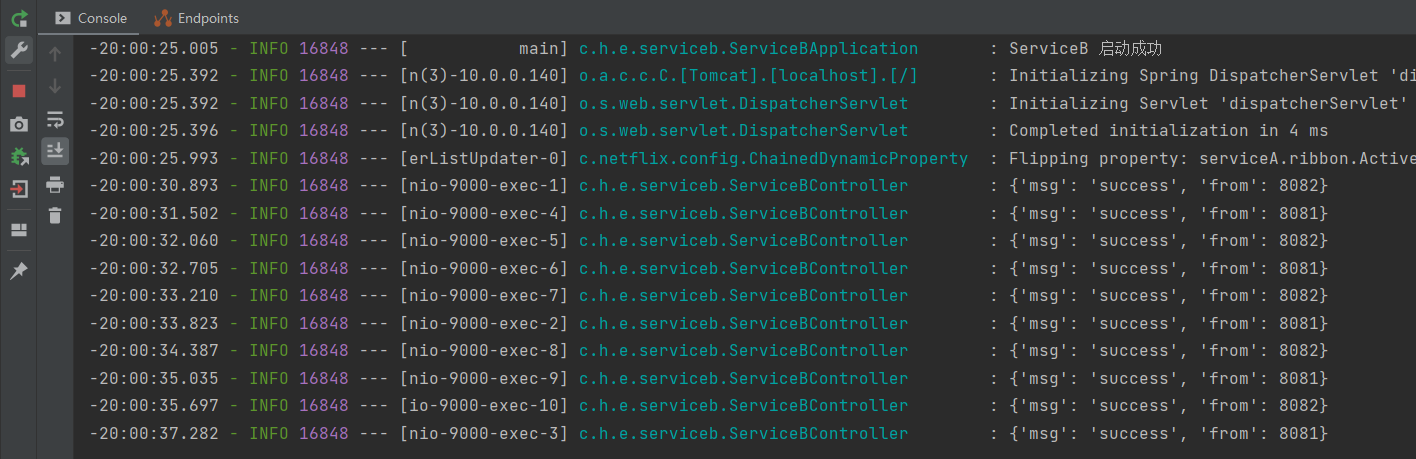 Console Endpoints
-20:00:25.005 - INFO 16848 --- [           main] c.h.e.serviceb.ServiceBApplication       : ServiceB 启动成功
-20:00:25.392 - INFO 16848 --- [n(3)-10.0.0.140] o.a.c.c.C.[Tomcat].[localhost].[/]       : Initializing Spring DispatcherServlet 'di
-20:00:25.392 - INFO 16848 --- [n(3)-10.0.0.140] o.s.web.servlet.DispatcherServlet        : Initializing Servlet 'dispatcherServlet'
-20:00:25.396 - INFO 16848 --- [n(3)-10.0.0.140] o.s.web.servlet.DispatcherServlet        : Completed initialization in 4 ms
-20:00:25.993 - INFO 16848 --- [erListUpdater-0] c.netflix.config.ChainedDynamicProperty  : Flipping property: serviceA.ribbon.Active
-20:00:30.893 - INFO 16848 --- [nio-9000-exec-1] c.h.e.serviceb.ServiceBController        : {'msg': 'success', 'from': 8082}
-20:00:31.502 - INFO 16848 --- [nio-9000-exec-4] c.h.e.serviceb.ServiceBController        : {'msg': 'success', 'from': 8081}
-20:00:32.060 - INFO 16848 --- [nio-9000-exec-5] c.h.e.serviceb.ServiceBController        : {'msg': 'success', 'from': 8082}
-20:00:32.705 - INFO 16848 --- [nio-9000-exec-6] c.h.e.serviceb.ServiceBController        : {'msg': 'success', 'from': 8081}
-20:00:33.210 - INFO 16848 --- [nio-9000-exec-7] c.h.e.serviceb.ServiceBController        : {'msg': 'success', 'from': 8082}
-20:00:33.823 - INFO 16848 --- [nio-9000-exec-2] c.h.e.serviceb.ServiceBController        : {'msg': 'success', 'from': 8081}
-20:00:34.387 - INFO 16848 --- [nio-9000-exec-8] c.h.e.serviceb.ServiceBController        : {'msg': 'success', 'from': 8082}
-20:00:35.035 - INFO 16848 --- [nio-9000-exec-9] c.h.e.serviceb.ServiceBController        : {'msg': 'success', 'from': 8081}
-20:00:35.697 - INFO 16848 --- [io-9000-exec-10] c.h.e.serviceb.ServiceBController        : {'msg': 'success', 'from': 8082}
-20:00:37.282 - INFO 16848 --- [nio-9000-exec-3] c.h.e.serviceb.ServiceBController        : {'msg': 'success', 'from': 8081}